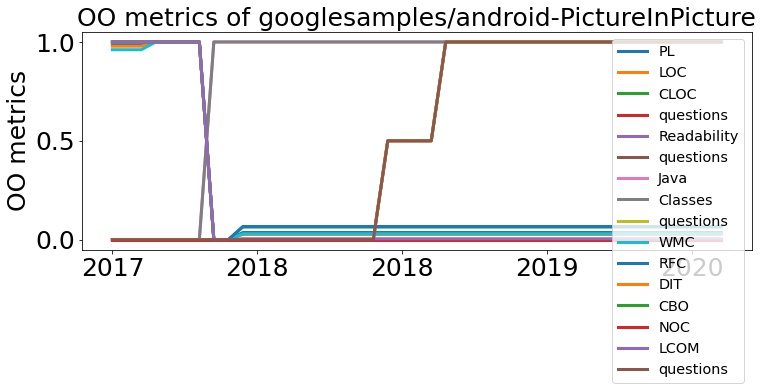 OO metrics of googlesamples/android-PictureInPicture
OO metrics
1.0
0.5
0.0
2017
2018
2018
2019
2020
PL
LOC
CLOC
questions
Readability
questions
Java
Classes
questions
WMC
RFC
DIT
CBO
NOC
LCOM
questions